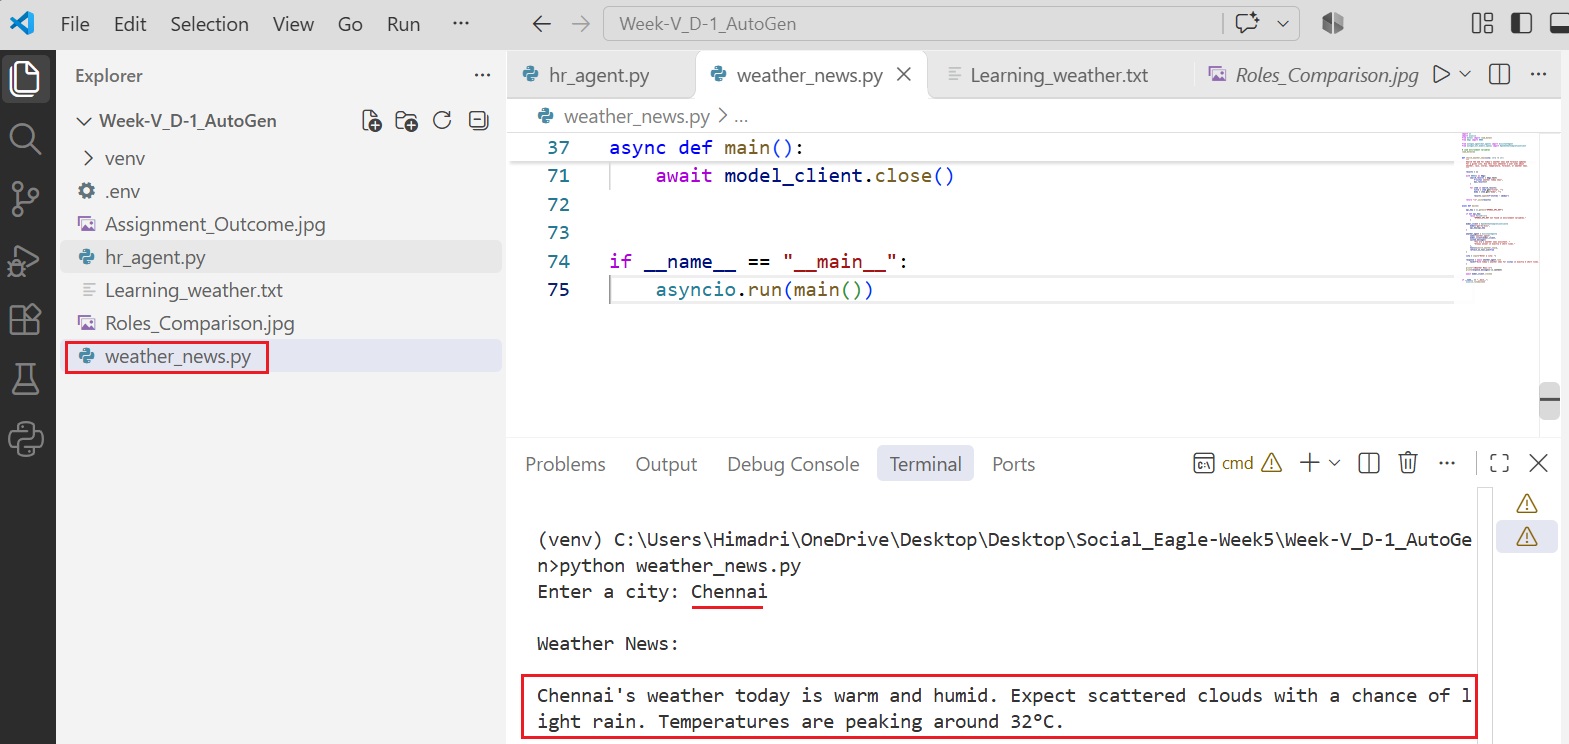 File Edit Selection View Go Run ···
Week-V_D-1_AutoGen
Explorer ···
Week-V_D-1_AutoGen
venv
.env
Assignment_Outcome.jpg
hr_agent.py
Learning_weather.txt
Roles_Comparison.jpg
weather_news.py
hr_agent.py weather_news.py Learning_weather.txt Roles_Comparison.jpg ···
weather_news.py > ...
37 async def main():
71 await model_client.close()
72
73
74 if __name__ == "__main__":
75 asyncio.run(main())
Problems Output Debug Console Terminal Ports cmd ···
(venv) C:\Users\Himadri\OneDrive\Desktop\Desktop\Social_Eagle-Week5\Week-V_D-1_AutoGe
n>python weather_news.py
Enter a city: Chennai
Weather News:
Chennai's weather today is warm and humid. Expect scattered clouds with a chance of l
ight rain. Temperatures are peaking around 32°C.